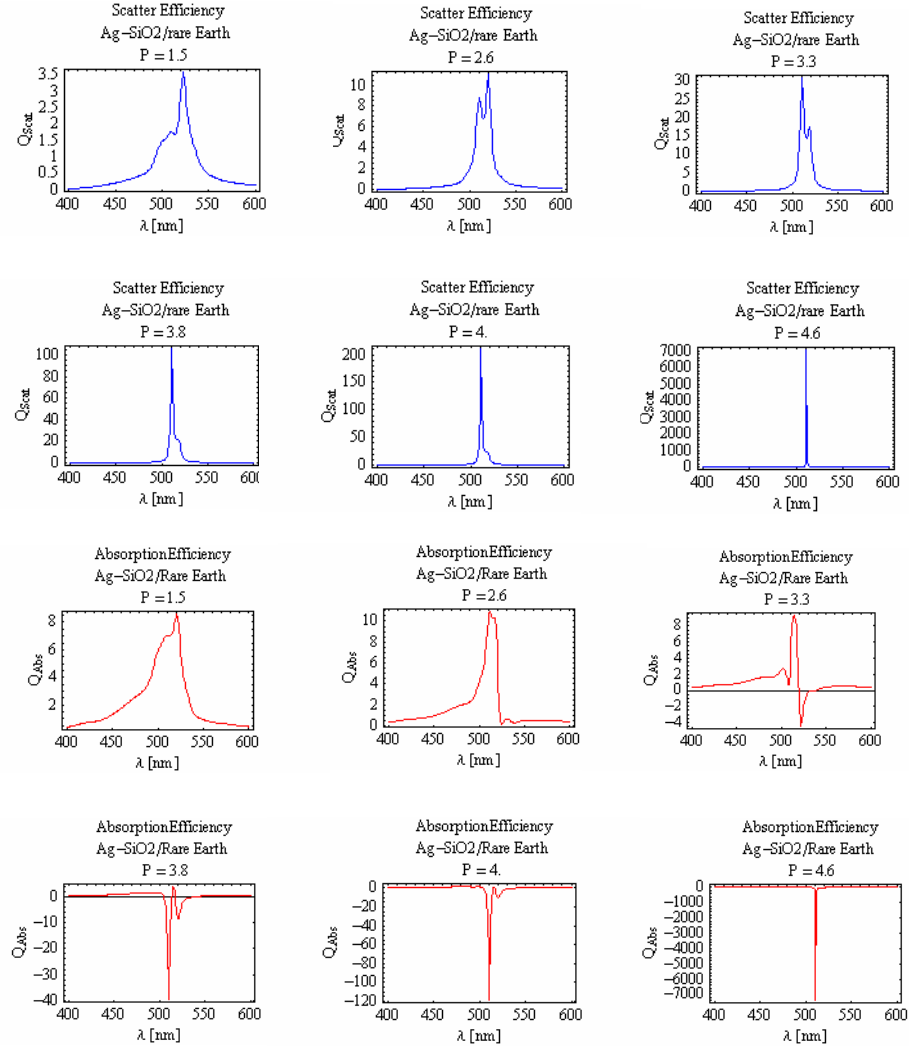 Scatter Efficiency
Ag–SiO2/rare Earth
P = 1.5
3.5
3
2.5
2
1.5
1
0.5
0
QScat
400 450 500 550 600
λ [nm]
Scatter Efficiency
Ag–SiO2/rare Earth
P = 2.6
10
8
6
4
2
0
QScat
400 450 500 550 600
λ [nm]
Scatter Efficiency
Ag–SiO2/rare Earth
P = 3.3
30
25
20
15
10
5
0
QScat
400 450 500 550 600
λ [nm]
Scatter Efficiency
Ag–SiO2/rare Earth
P = 3.8
100
80
60
40
20
0
QScat
400 450 500 550 600
λ [nm]
Scatter Efficiency
Ag–SiO2/rare Earth
P = 4.
200
150
100
50
0
QScat
400 450 500 550 600
λ [nm]
Scatter Efficiency
Ag–SiO2/rare Earth
P = 4.6
7000
6000
5000
4000
3000
2000
1000
0
QScat
400 450 500 550 600
λ [nm]
AbsorptionEfficiency
Ag–SiO2/Rare Earth
P = 1.5
8
6
4
2
QAbs
400 450 500 550 600
λ [nm]
AbsorptionEfficiency
Ag–SiO2/Rare Earth
P = 2.6
10
8
6
4
2
0
QAbs
400 450 500 550 600
λ [nm]
AbsorptionEfficiency
Ag–SiO2/Rare Earth
P = 3.3
8
6
4
2
0
−2
−4
QAbs
400 450 500 550 600
λ [nm]
AbsorptionEfficiency
Ag–SiO2/Rare Earth
P = 3.8
0
−10
−20
−30
−40
QAbs
400 450 500 550 600
λ [nm]
AbsorptionEfficiency
Ag–SiO2/Rare Earth
P = 4.
0
−20
−40
−60
−80
−100
−120
QAbs
400 450 500 550 600
λ [nm]
AbsorptionEfficiency
Ag–SiO2/Rare Earth
P = 4.6
0
−1000
−2000
−3000
−4000
−5000
−6000
−7000
QAbs
400 450 500 550 600
λ [nm]